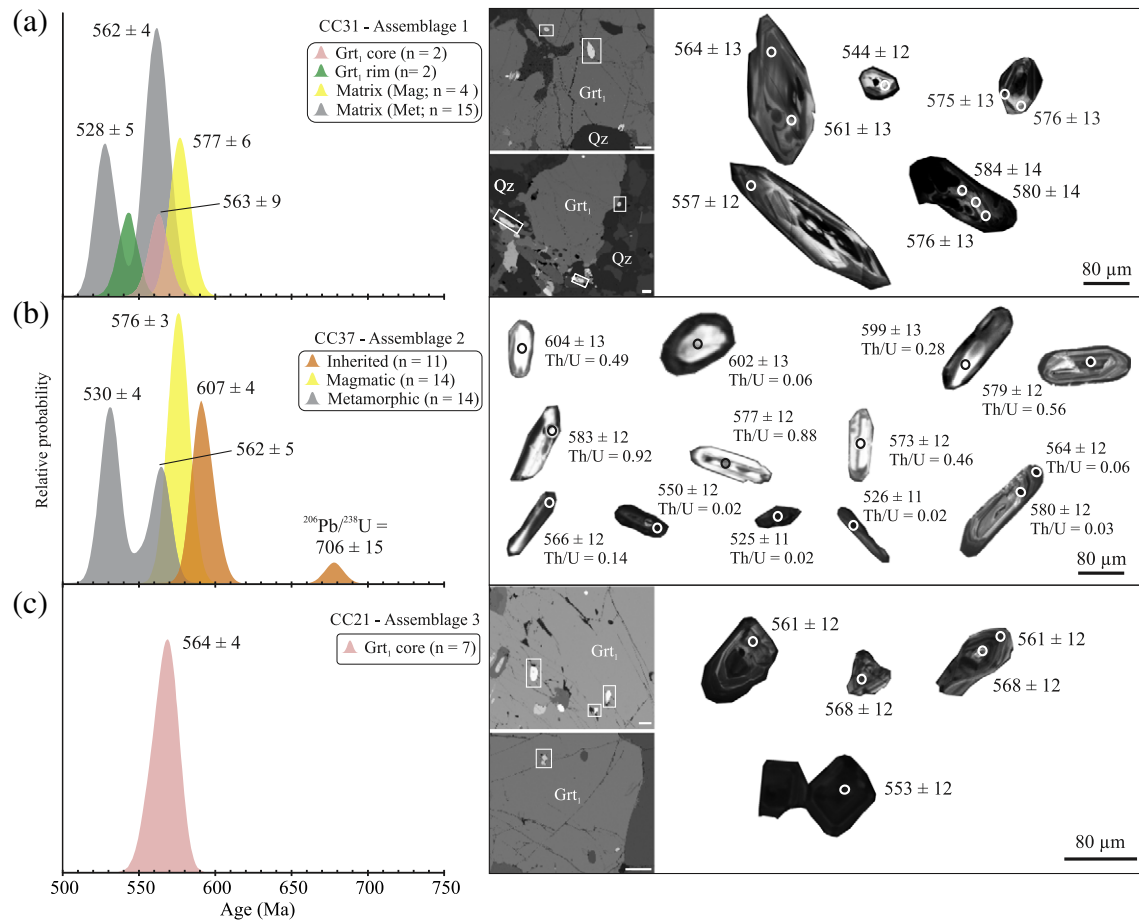 (a)
CC31 - Assemblage 1
Grt₁ core (n = 2)
Grt₁ rim (n= 2)
Matrix (Mag; n = 4)
Matrix (Met; n = 15)
562 ± 4
528 ± 5
577 ± 6
563 ± 9
Grt₁
Qz
Qz
Grt₁
Qz
564 ± 13
561 ± 13
544 ± 12
575 ± 13
576 ± 13
557 ± 12
584 ± 14
580 ± 14
576 ± 13
80 µm
(b)
CC37 - Assemblage 2
Inherited (n = 11)
Magmatic (n = 14)
Metamorphic (n = 14)
576 ± 3
530 ± 4
607 ± 4
562 ± 5
²⁰⁶Pb/²³⁸U =
706 ± 15
Relative probability
604 ± 13
Th/U = 0.49
602 ± 13
Th/U = 0.06
599 ± 13
Th/U = 0.28
579 ± 12
Th/U = 0.56
583 ± 12
Th/U = 0.92
577 ± 12
Th/U = 0.88
573 ± 12
Th/U = 0.46
564 ± 12
Th/U = 0.06
566 ± 12
Th/U = 0.14
550 ± 12
Th/U = 0.02
525 ± 11
Th/U = 0.02
526 ± 11
Th/U = 0.02
580 ± 12
Th/U = 0.03
80 µm
(c)
CC21 - Assemblage 3
Grt₁ core (n = 7)
564 ± 4
Grt₁
Grt₁
561 ± 12
568 ± 12
561 ± 12
568 ± 12
553 ± 12
80 µm
500 550 600 650 700 750
Age (Ma)